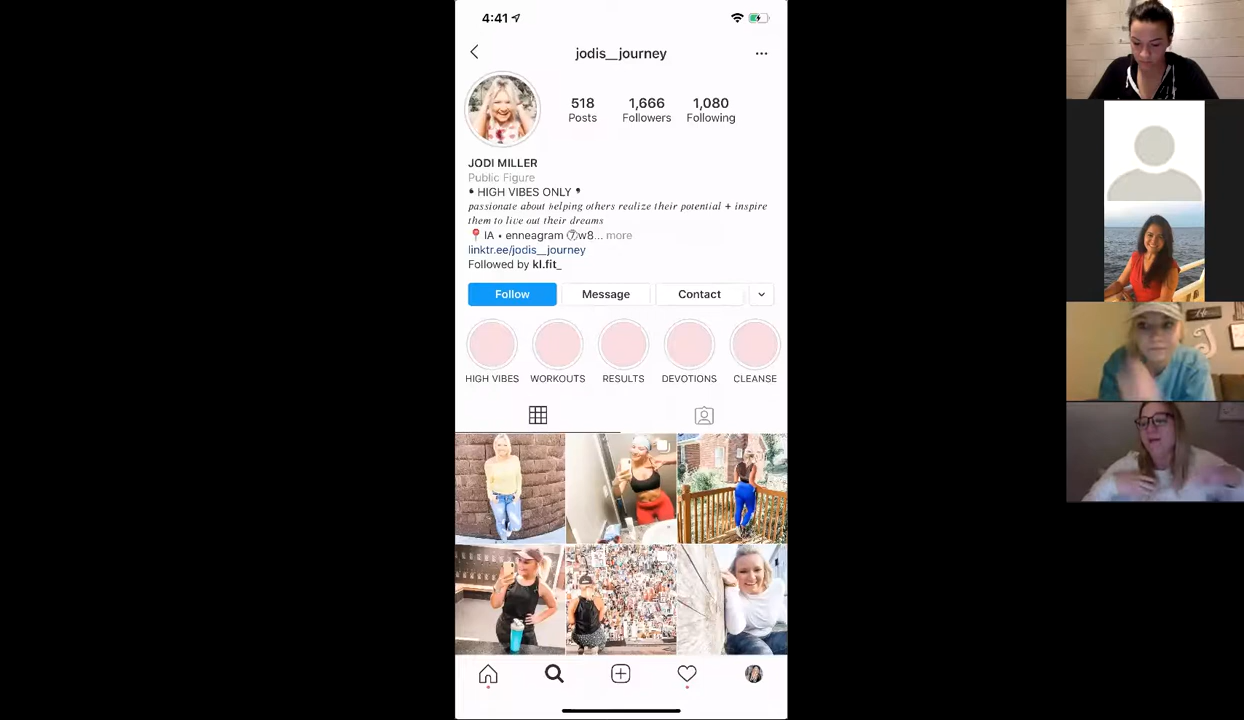 4:41
jodis__journey
518 1,666 1,080
Posts Followers Following
JODI MILLER
Public Figure
❛ HIGH VIBES ONLY ❜
passionate about helping others realize their potential + inspire
them to live out their dreams
📍 IA • enneagram ⑦w8... more
linktr.ee/jodis__journey
Followed by kl.fit_
Follow Message Contact
HIGH VIBES WORKOUTS RESULTS DEVOTIONS CLEANSE
J